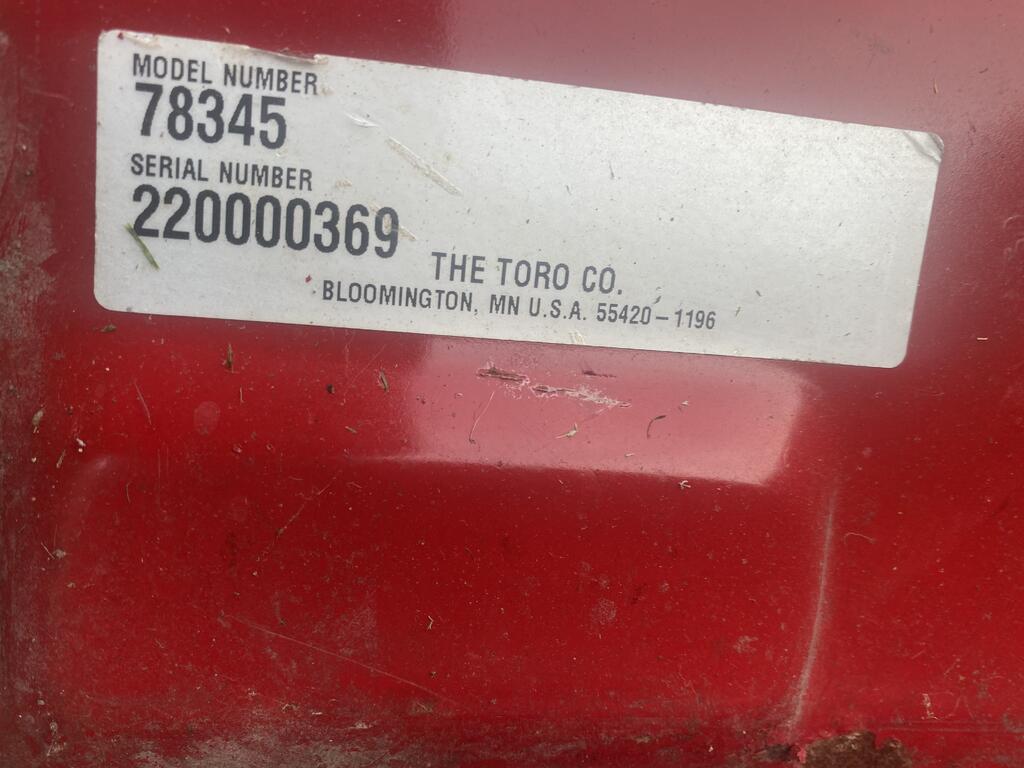 MODEL NUMBER
78345
SERIAL NUMBER
220000369
THE TORO CO.
BLOOMINGTON, MN U.S.A. 55420-1196